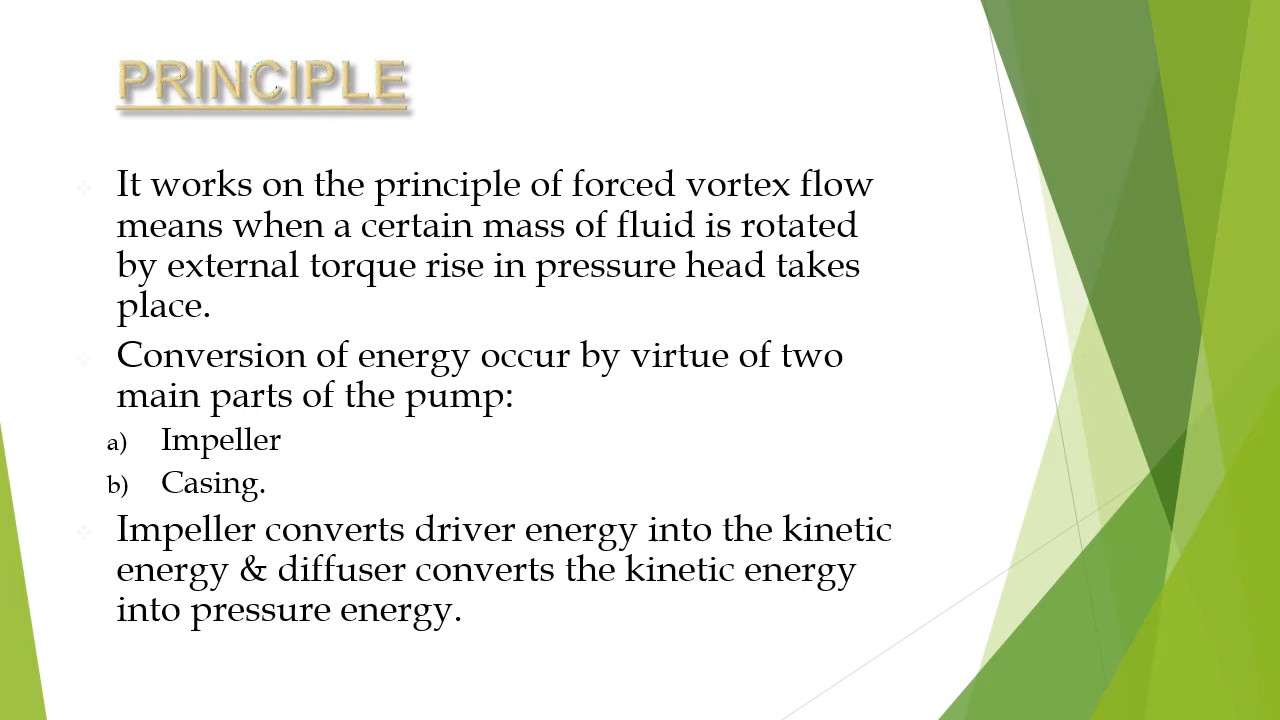 PRINCIPLE
It works on the principle of forced vortex flow
means when a certain mass of fluid is rotated
by external torque rise in pressure head takes
place.
Conversion of energy occur by virtue of two
main parts of the pump:
a) Impeller
b) Casing.
Impeller converts driver energy into the kinetic
energy & diffuser converts the kinetic energy
into pressure energy.